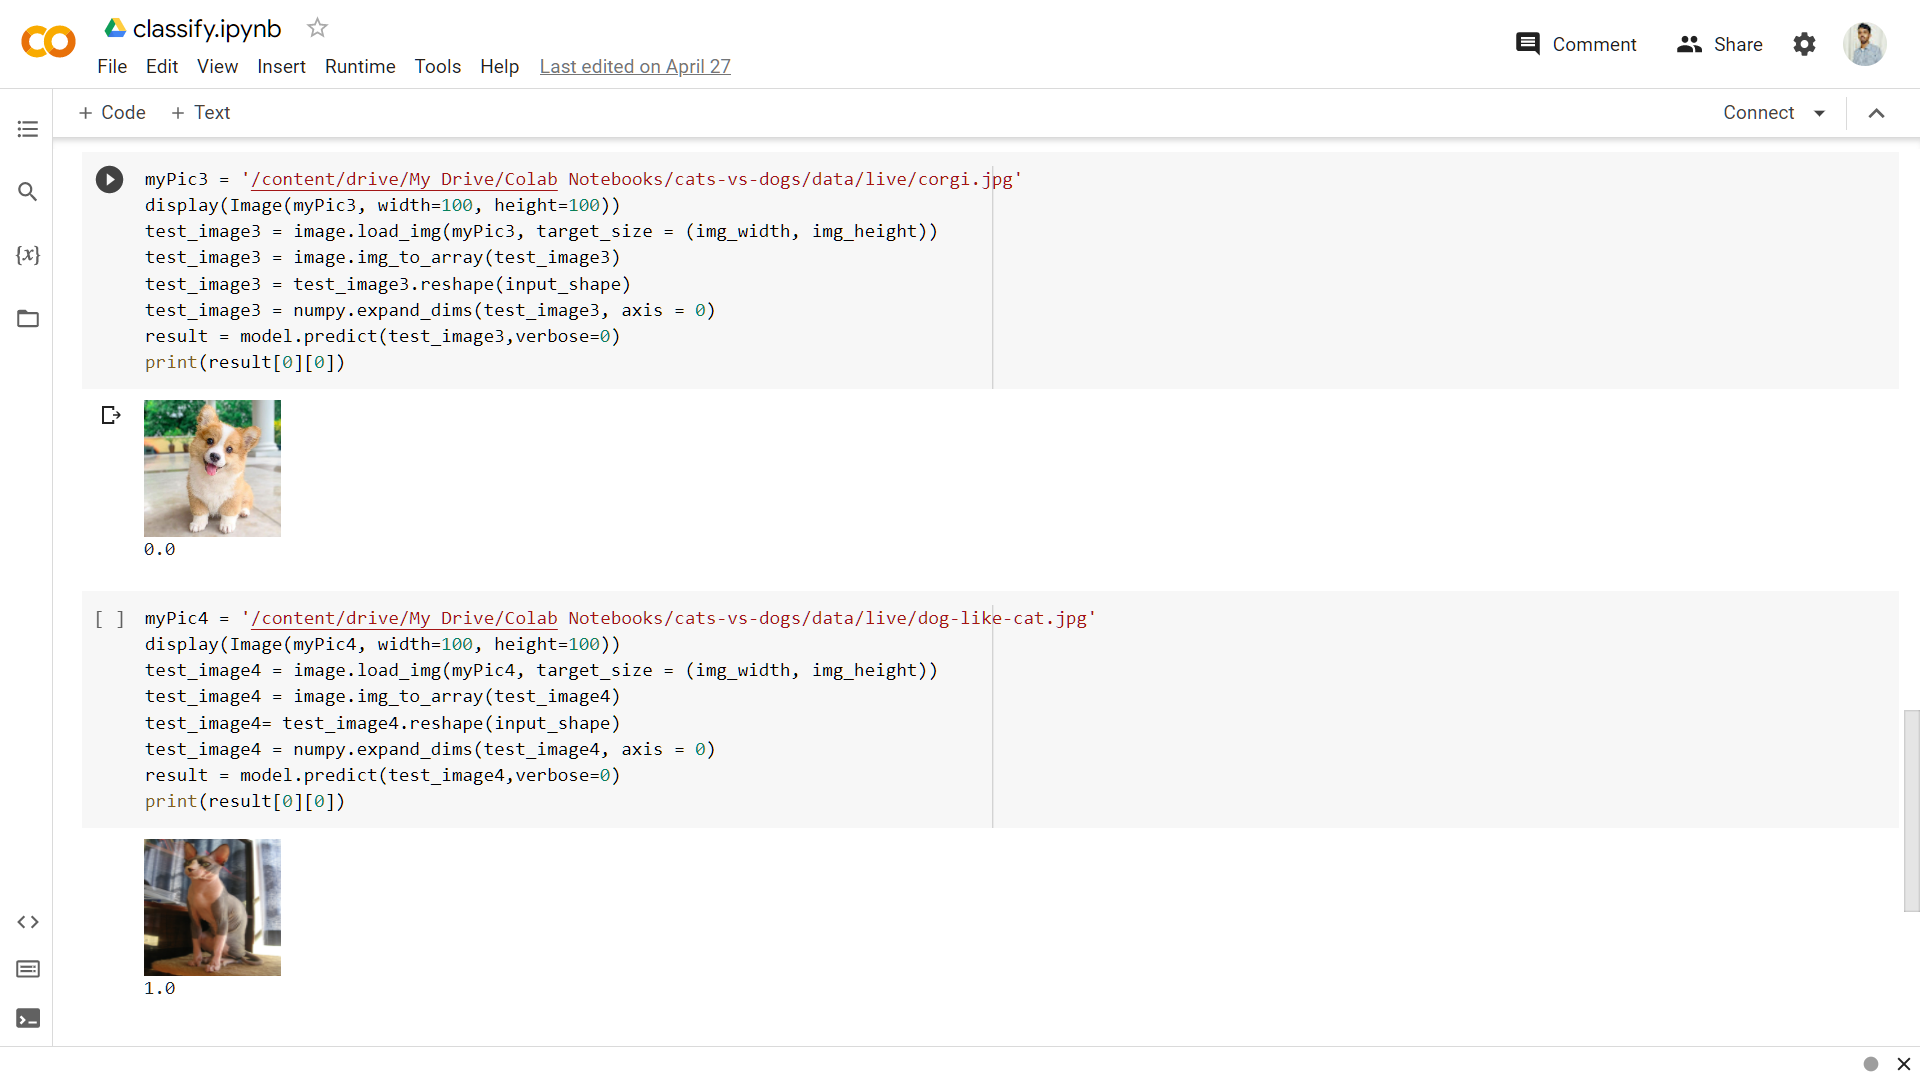 classify.ipynb
File Edit View Insert Runtime Tools Help Last edited on April 27
Comment Share
+ Code + Text
Connect
{x}
myPic3 = '/content/drive/My Drive/Colab Notebooks/cats-vs-dogs/data/live/corgi.jpg'
display(Image(myPic3, width=100, height=100))
test_image3 = image.load_img(myPic3, target_size = (img_width, img_height))
test_image3 = image.img_to_array(test_image3)
test_image3 = test_image3.reshape(input_shape)
test_image3 = numpy.expand_dims(test_image3, axis = 0)
result = model.predict(test_image3,verbose=0)
print(result[0][0])
0.0
[ ] myPic4 = '/content/drive/My Drive/Colab Notebooks/cats-vs-dogs/data/live/dog-like-cat.jpg'
display(Image(myPic4, width=100, height=100))
test_image4 = image.load_img(myPic4, target_size = (img_width, img_height))
test_image4 = image.img_to_array(test_image4)
test_image4= test_image4.reshape(input_shape)
test_image4 = numpy.expand_dims(test_image4, axis = 0)
result = model.predict(test_image4,verbose=0)
print(result[0][0])
1.0